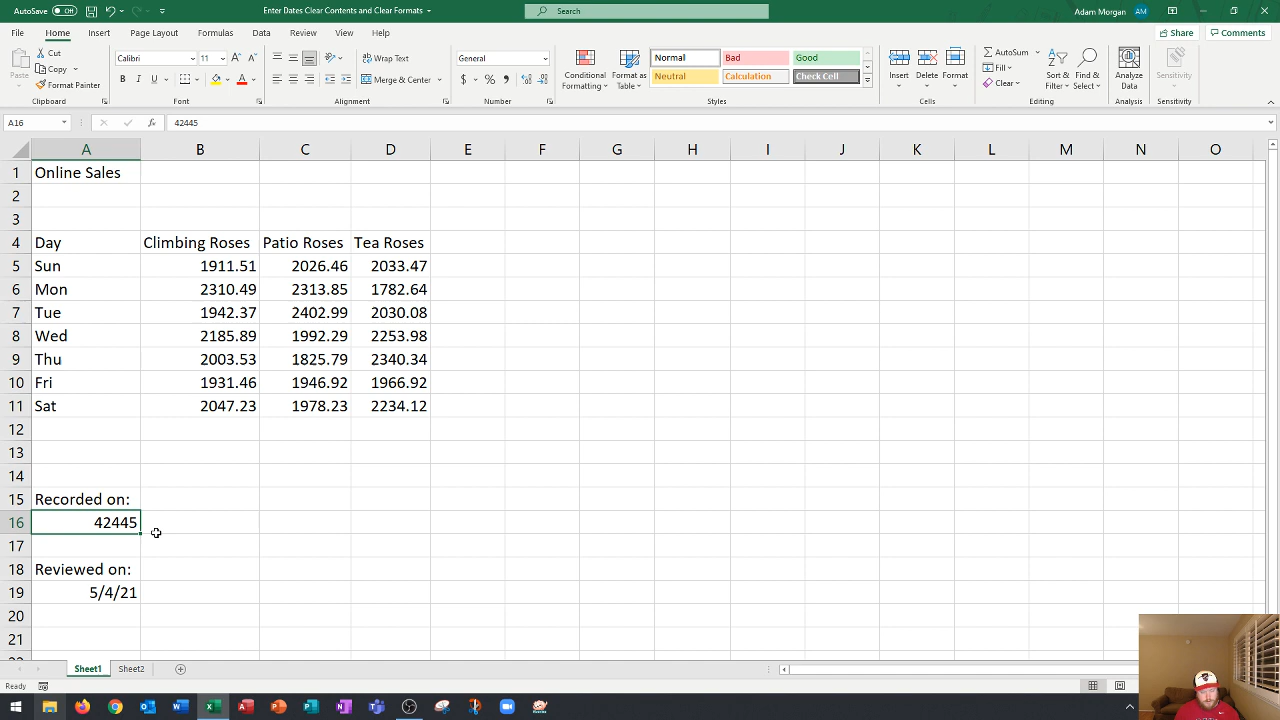 AutoSave Off Enter Dates Clear Contents and Clear Formats Search Adam Morgan AM
File Home Insert Page Layout Formulas Data Review View Help Share Comments
Paste Cut Copy Format Painter Clipboard
Calibri 11 A A B I U A Font
Wrap Text Merge & Center Alignment
General $ % , Number
Conditional Formatting Format as Table
Normal Bad Good
Neutral Calculation Check Cell
Styles
Insert Delete Format Cells
AutoSum Fill Clear Sort & Filter Find & Select Editing
Analyze Data Analysis
Sensitivity Sensitivity
A16 fx 42445
A B C D E F G H I J K L M N O
1 Online Sales
2
3
4 Day Climbing Roses Patio Roses Tea Roses
5 Sun 1911.51 2026.46 2033.47
6 Mon 2310.49 2313.85 1782.64
7 Tue 1942.37 2402.99 2030.08
8 Wed 2185.89 1992.29 2253.98
9 Thu 2003.53 1825.79 2340.34
10 Fri 1931.46 1946.92 1966.92
11 Sat 2047.23 1978.23 2234.12
12
13
14
15 Recorded on:
16 42445
17
18 Reviewed on:
19 5/4/21
20
21
Sheet1 Sheet2
Ready